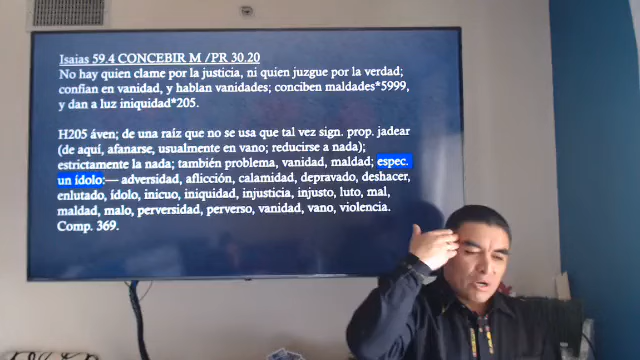 Isaias 59.4 CONCEBIR M /PR 30.20
No hay quien clame por la justicia, ni quien juzgue por la verdad;
confían en vanidad, y hablan vanidades; conciben maldades*5999,
y dan a luz iniquidad*205.
H205 áven; de una raíz que no se usa que tal vez sign. prop. jadear
(de aquí, afanarse, usualmente en vano; reducirse a nada);
estrictamente la nada; también problema, vanidad, maldad; espec.
un ídolo:— adversidad, aflicción, calamidad, depravado, deshacer,
enlutado, ídolo, inicuo, iniquidad, injusticia, injusto, luto, mal,
maldad, malo, perversidad, perverso, vanidad, vano, violencia.
Comp. 369.